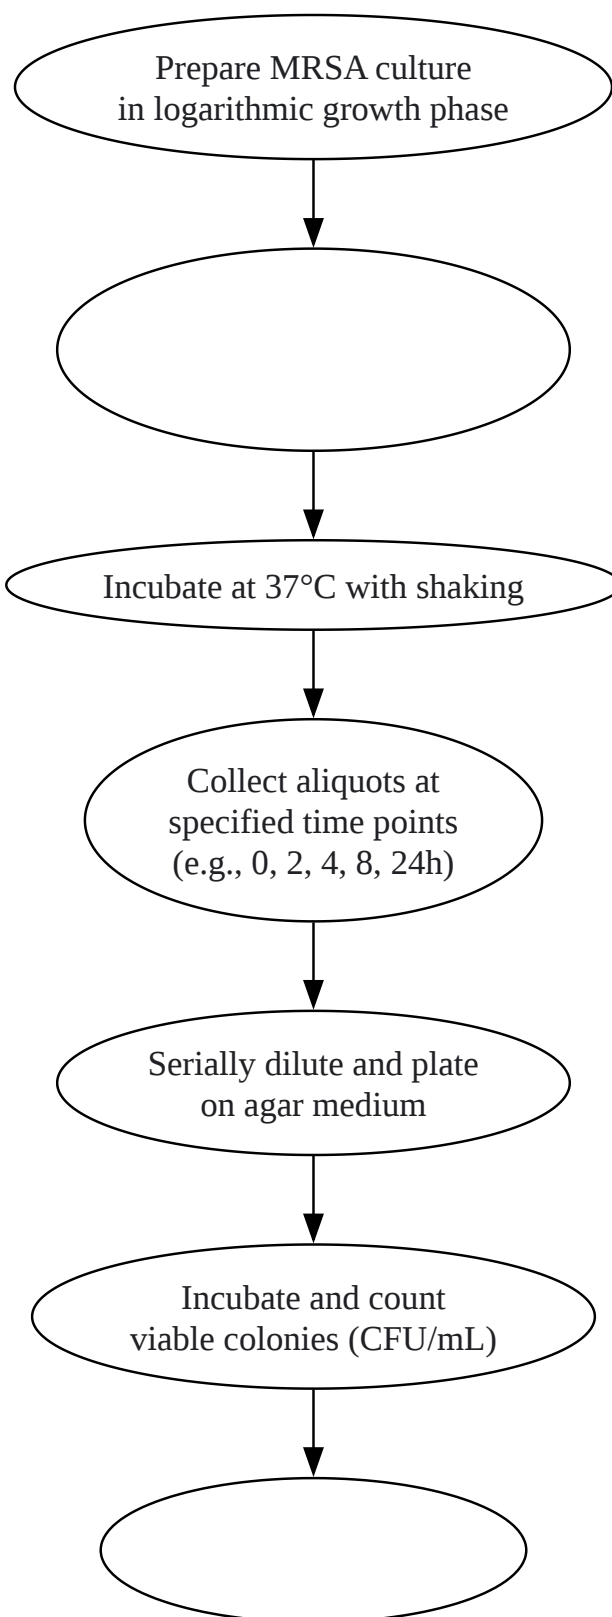 Prepare MRSA culture
in logarithmic growth phase
Incubate at 37°C with shaking
Collect aliquots at
specified time points
(e.g., 0, 2, 4, 8, 24h)
Serially dilute and plate
on agar medium
Incubate and count
viable colonies (CFU/mL)